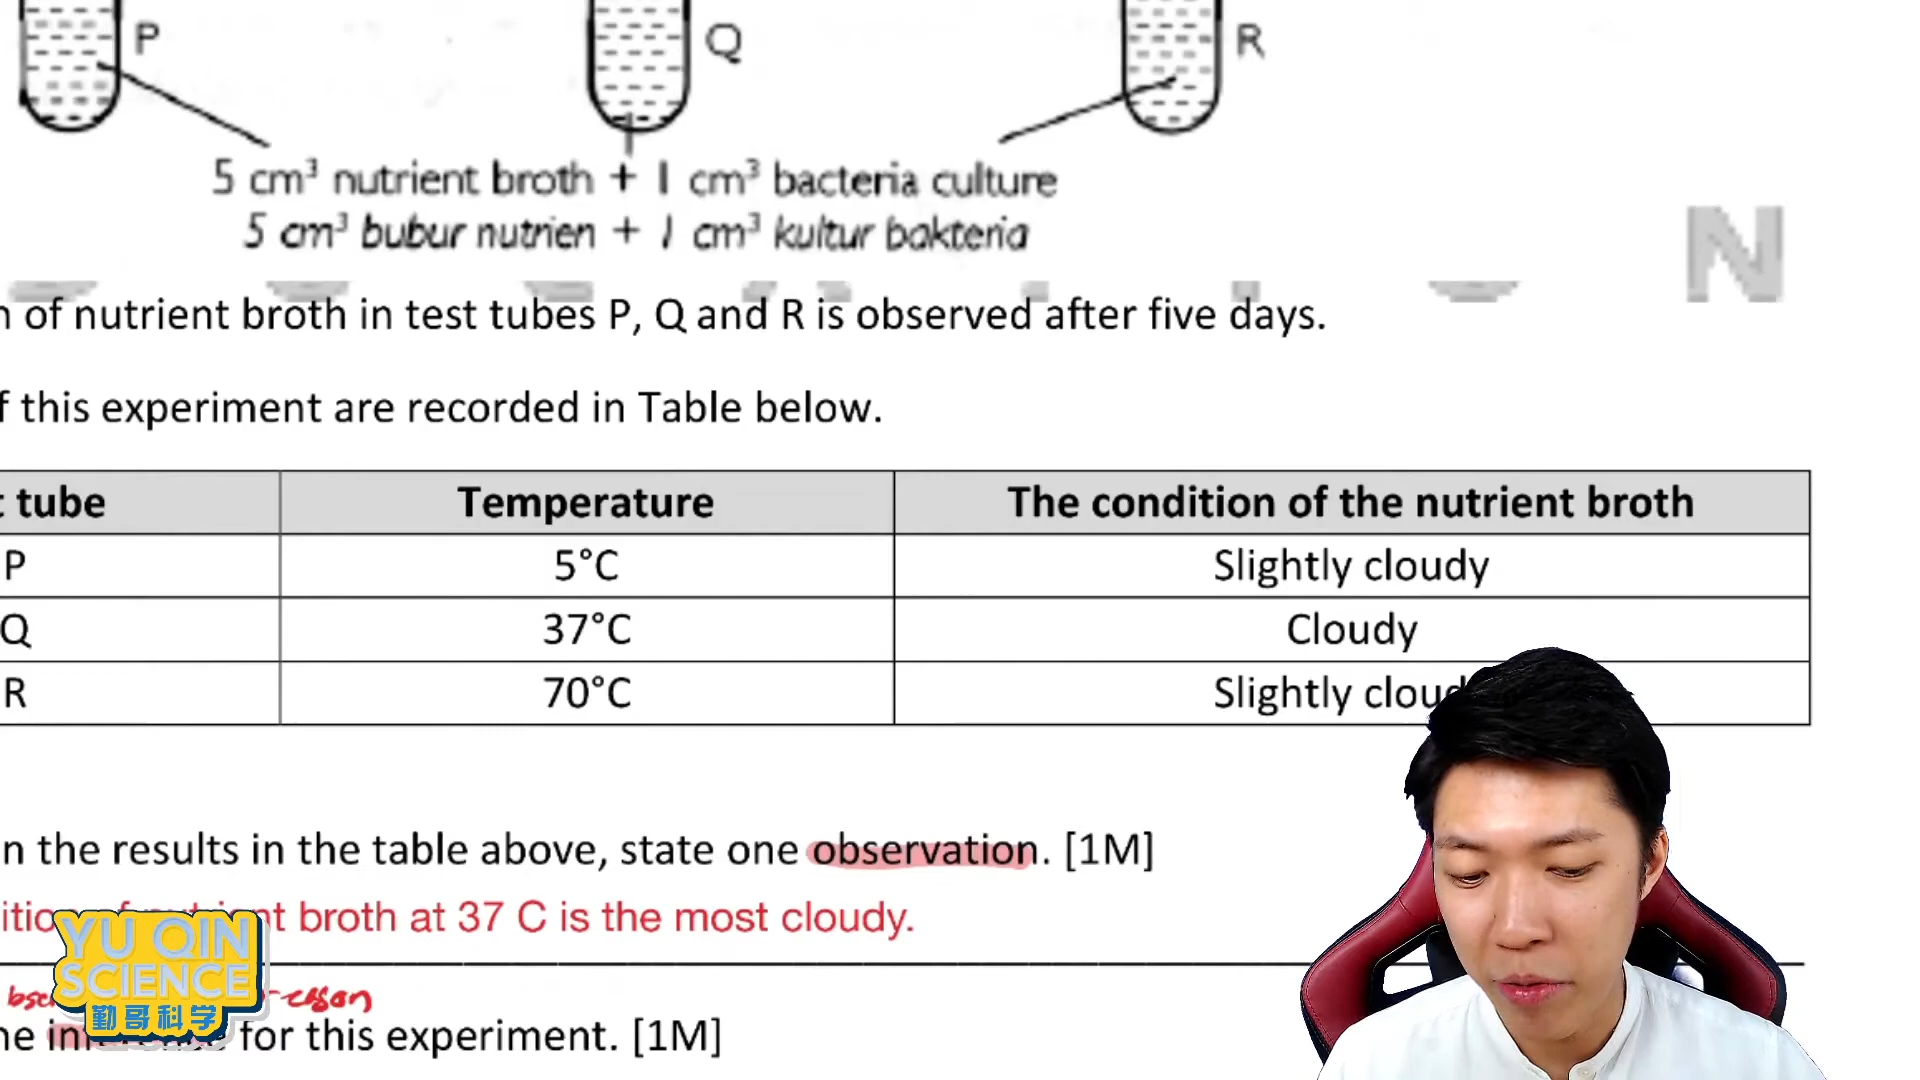 P
Q
R
5 cm³ nutrient broth + 1 cm³ bacteria culture
5 cm³ bubur nutrien + 1 cm³ kultur bakteria
N
of nutrient broth in test tubes P, Q and R is observed after five days.
this experiment are recorded in Table below.
tube Temperature The condition of the nutrient broth
P 5°C Slightly cloudy
Q 37°C Cloudy
R 70°C Slightly
n the results in the table above, state one observation. [1M]
broth at 37 C is the most cloudy.
YU QIN
SCIENCE
勤哥科学
for this experiment. [1M]